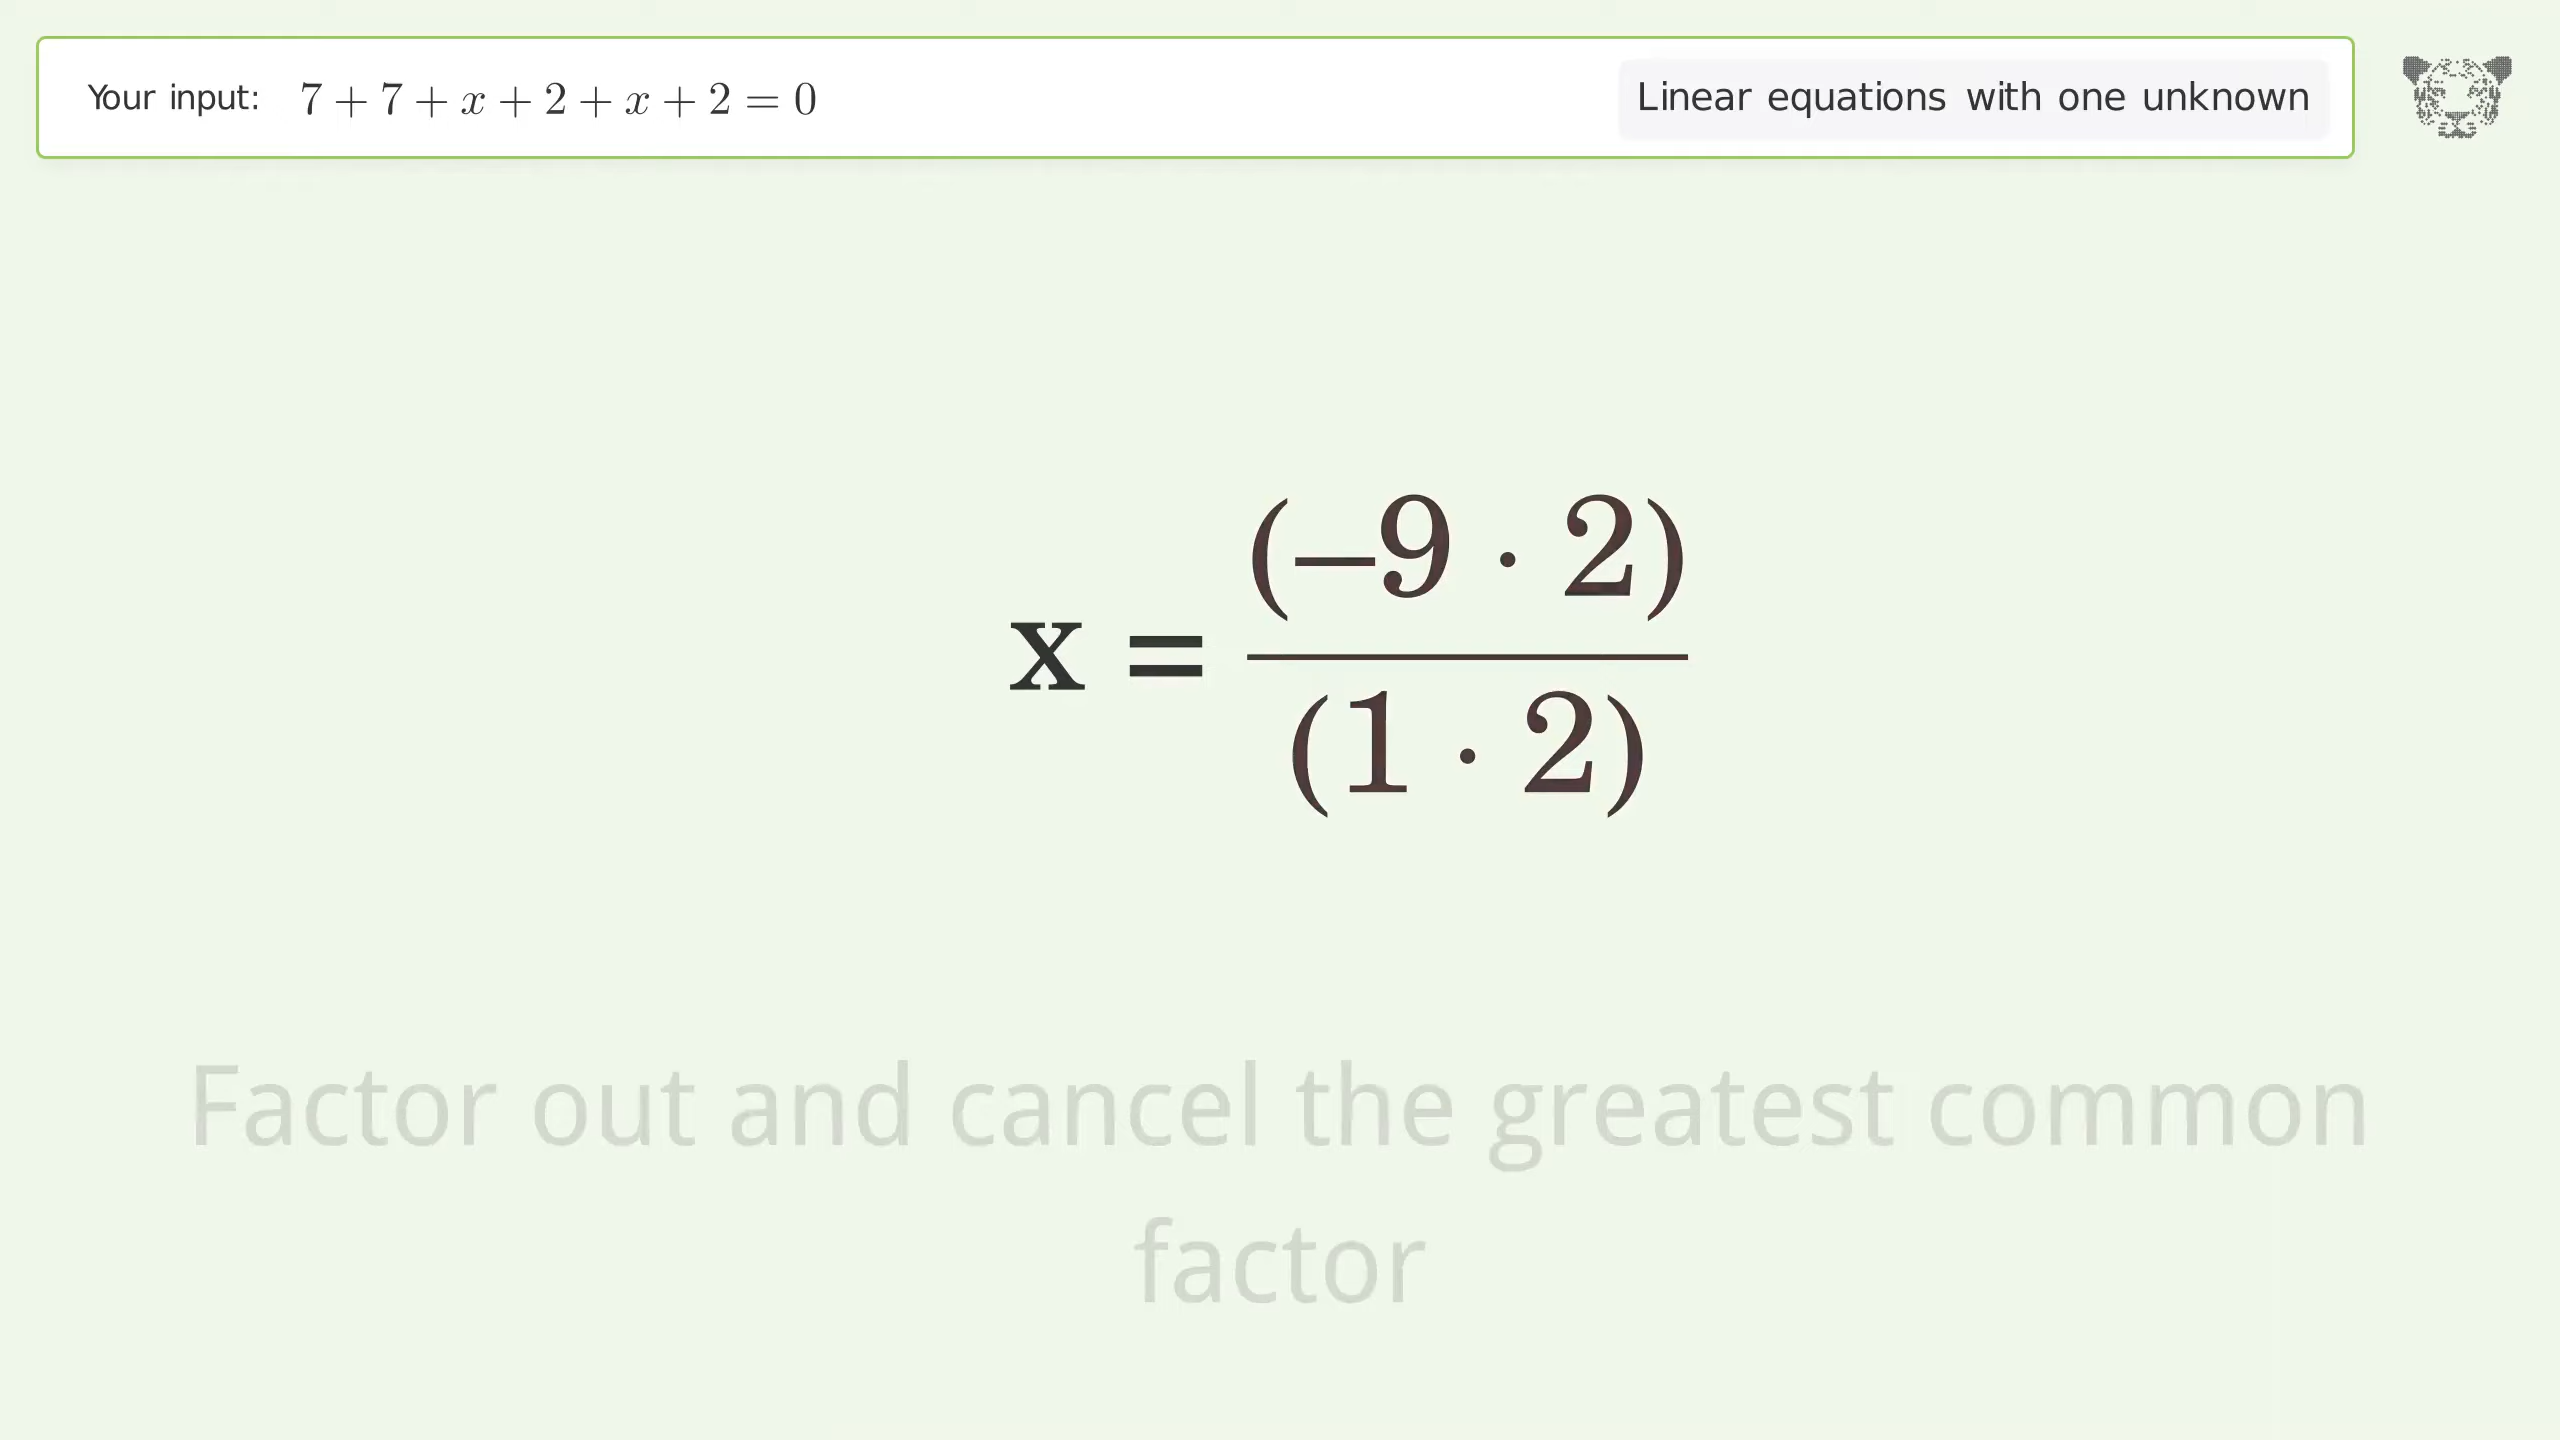 Your input: 7 + 7 + x + 2 + x + 2 = 0
Linear equations with one unknown
x = (–9 · 2) / (1 · 2)
Factor out and cancel the greatest common
factor